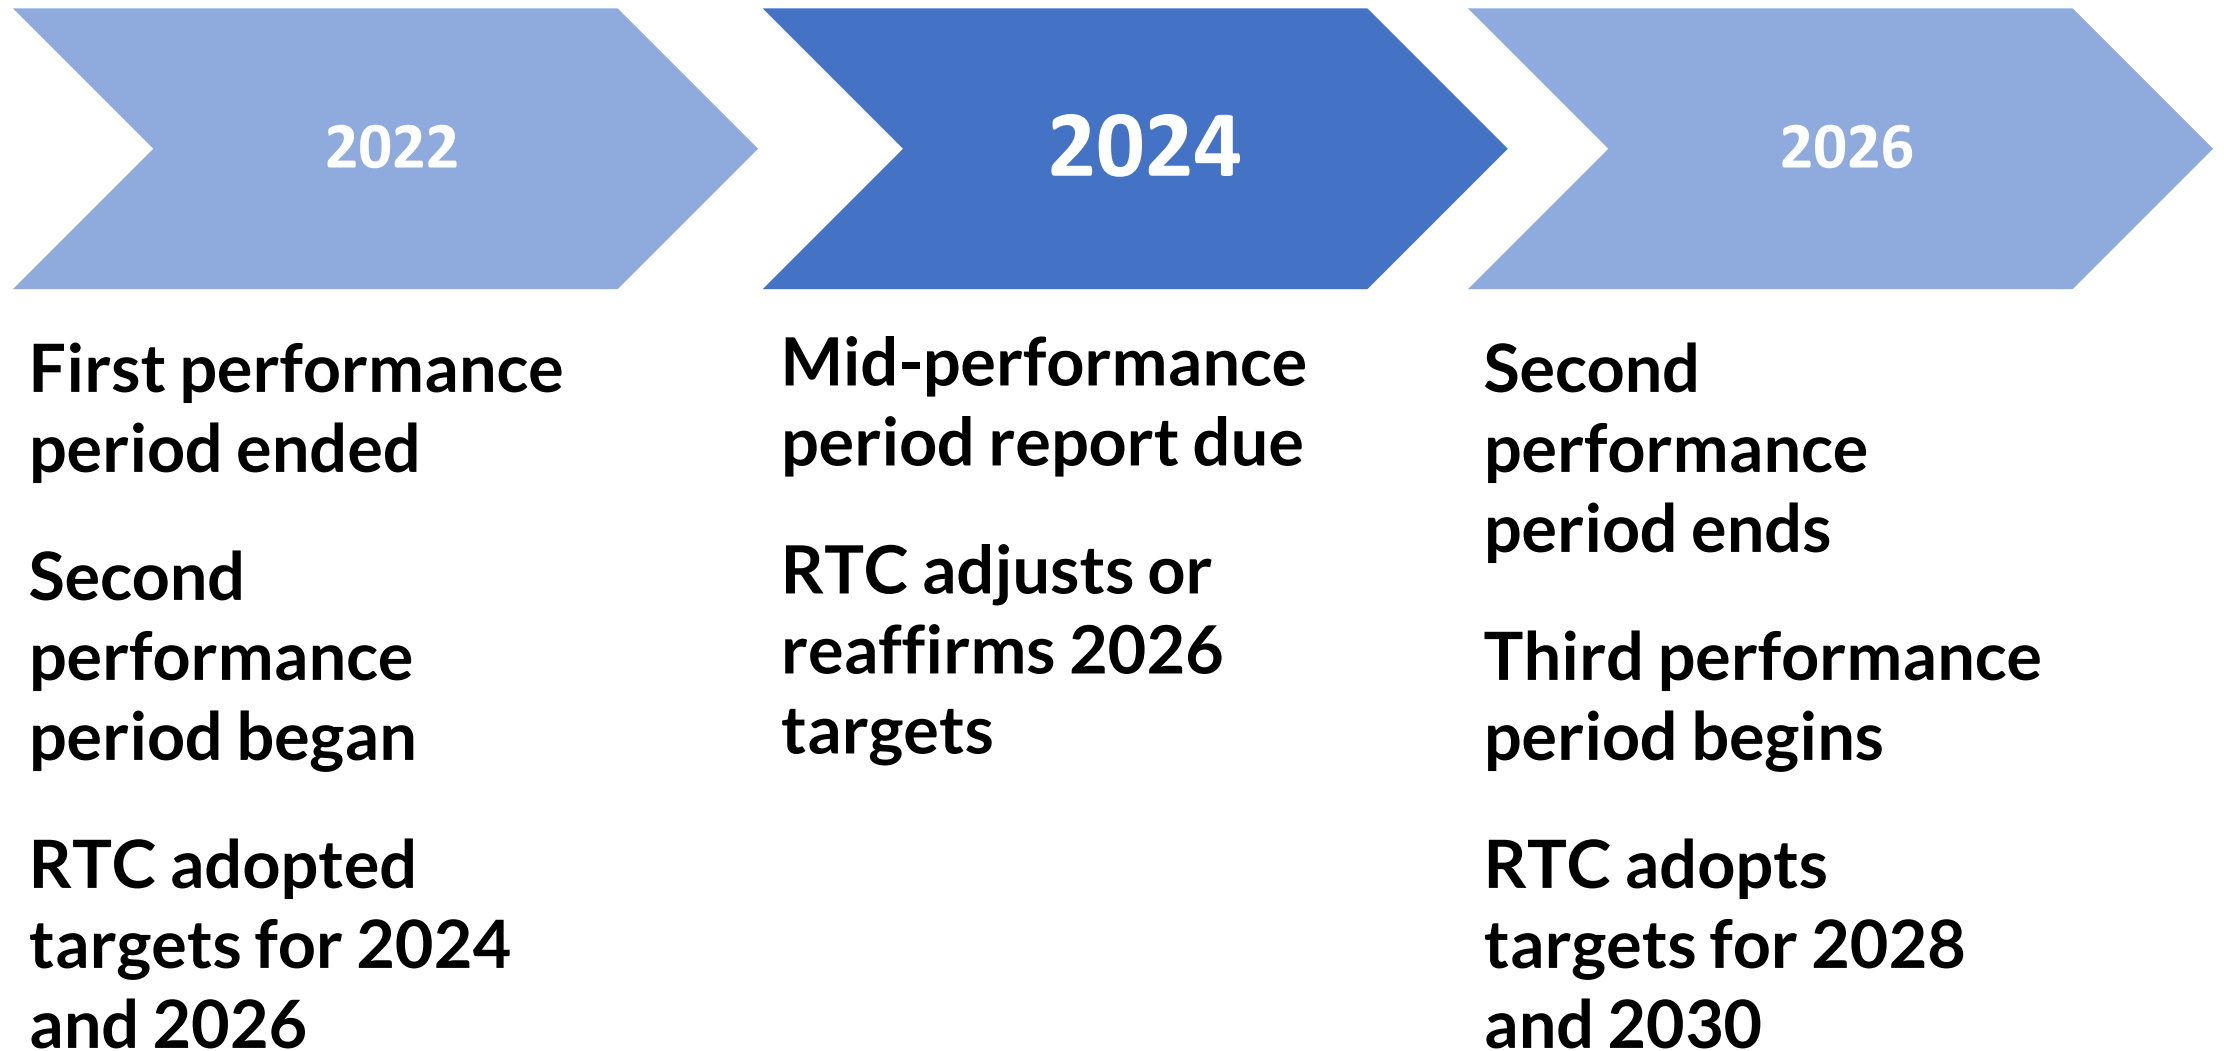 2022
First performance
period ended
Second
performance
period began
RTC adopted
targets for 2024
and 2026
2024
Mid-performance
period report due
RTC adjusts or
reaffirms 2026
targets
2026
Second
performance
period ends
Third performance
period begins
RTC adopts
targets for 2028
and 2030